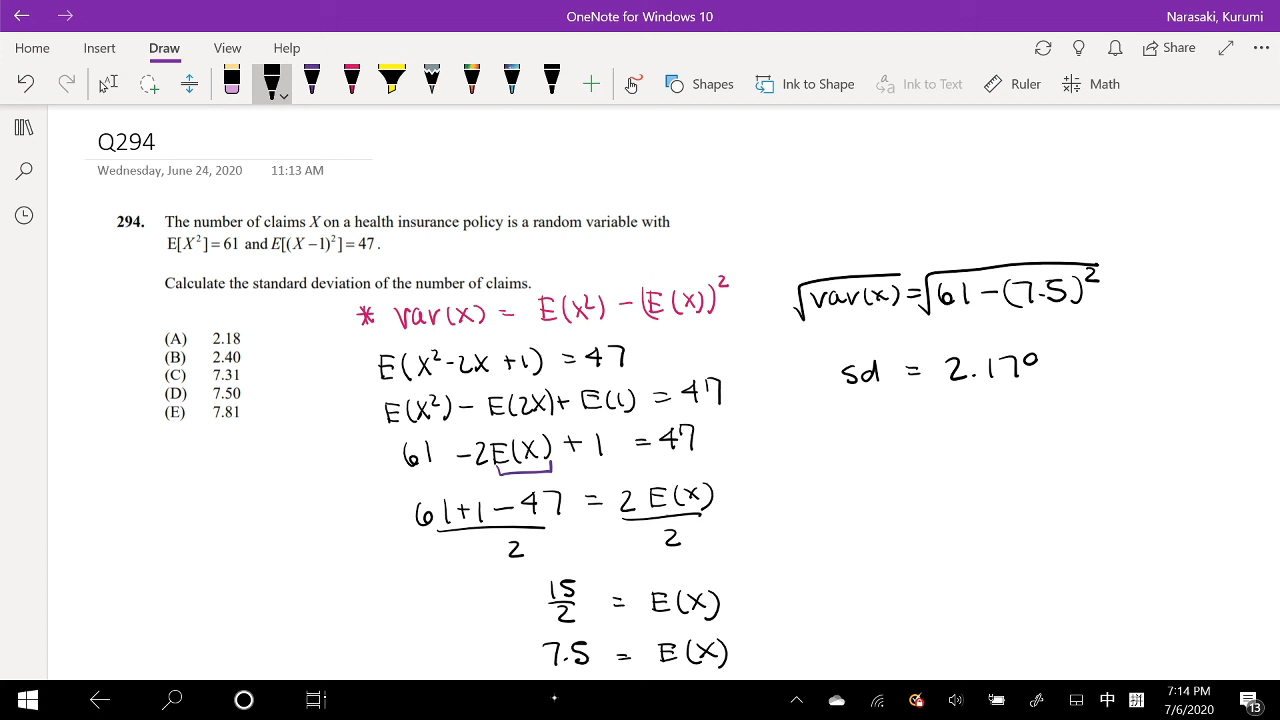 OneNote for Windows 10
Narasaki, Kurumi
Home Insert Draw View Help
Share
Shapes Ink to Shape Ink to Text Ruler Math
Q294
Wednesday, June 24, 2020 11:13 AM
294. The number of claims X on a health insurance policy is a random variable with
E[X²] = 61 and E[(X − 1)²] = 47.
Calculate the standard deviation of the number of claims.
(A) 2.18
(B) 2.40
(C) 7.31
(D) 7.50
(E) 7.81
* var(x) = E(x²) − (E(x))²
E(x² - 2x + 1) = 47
E(x²) − E(2x) + E(1) = 47
61 − 2E(x) + 1 = 47
61 + 1 − 47 = 2 E(x)
2 2
15/2 = E(x)
7.5 = E(x)
√var(x) = √61 − (7.5)²
sd = 2.17
中
7:14 PM
7/6/2020
13